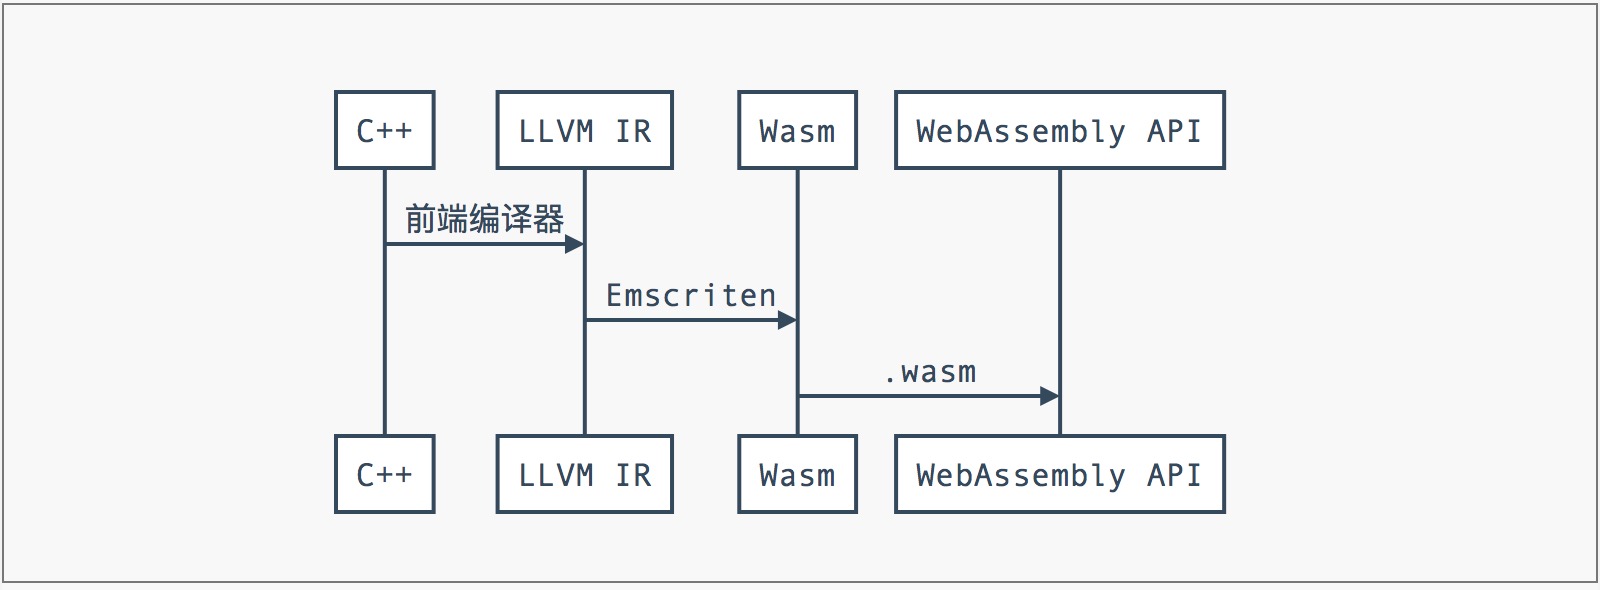 C++ LLVM IR Wasm WebAssembly API
前端编译器
Emscriten
.wasm
C++ LLVM IR Wasm WebAssembly API